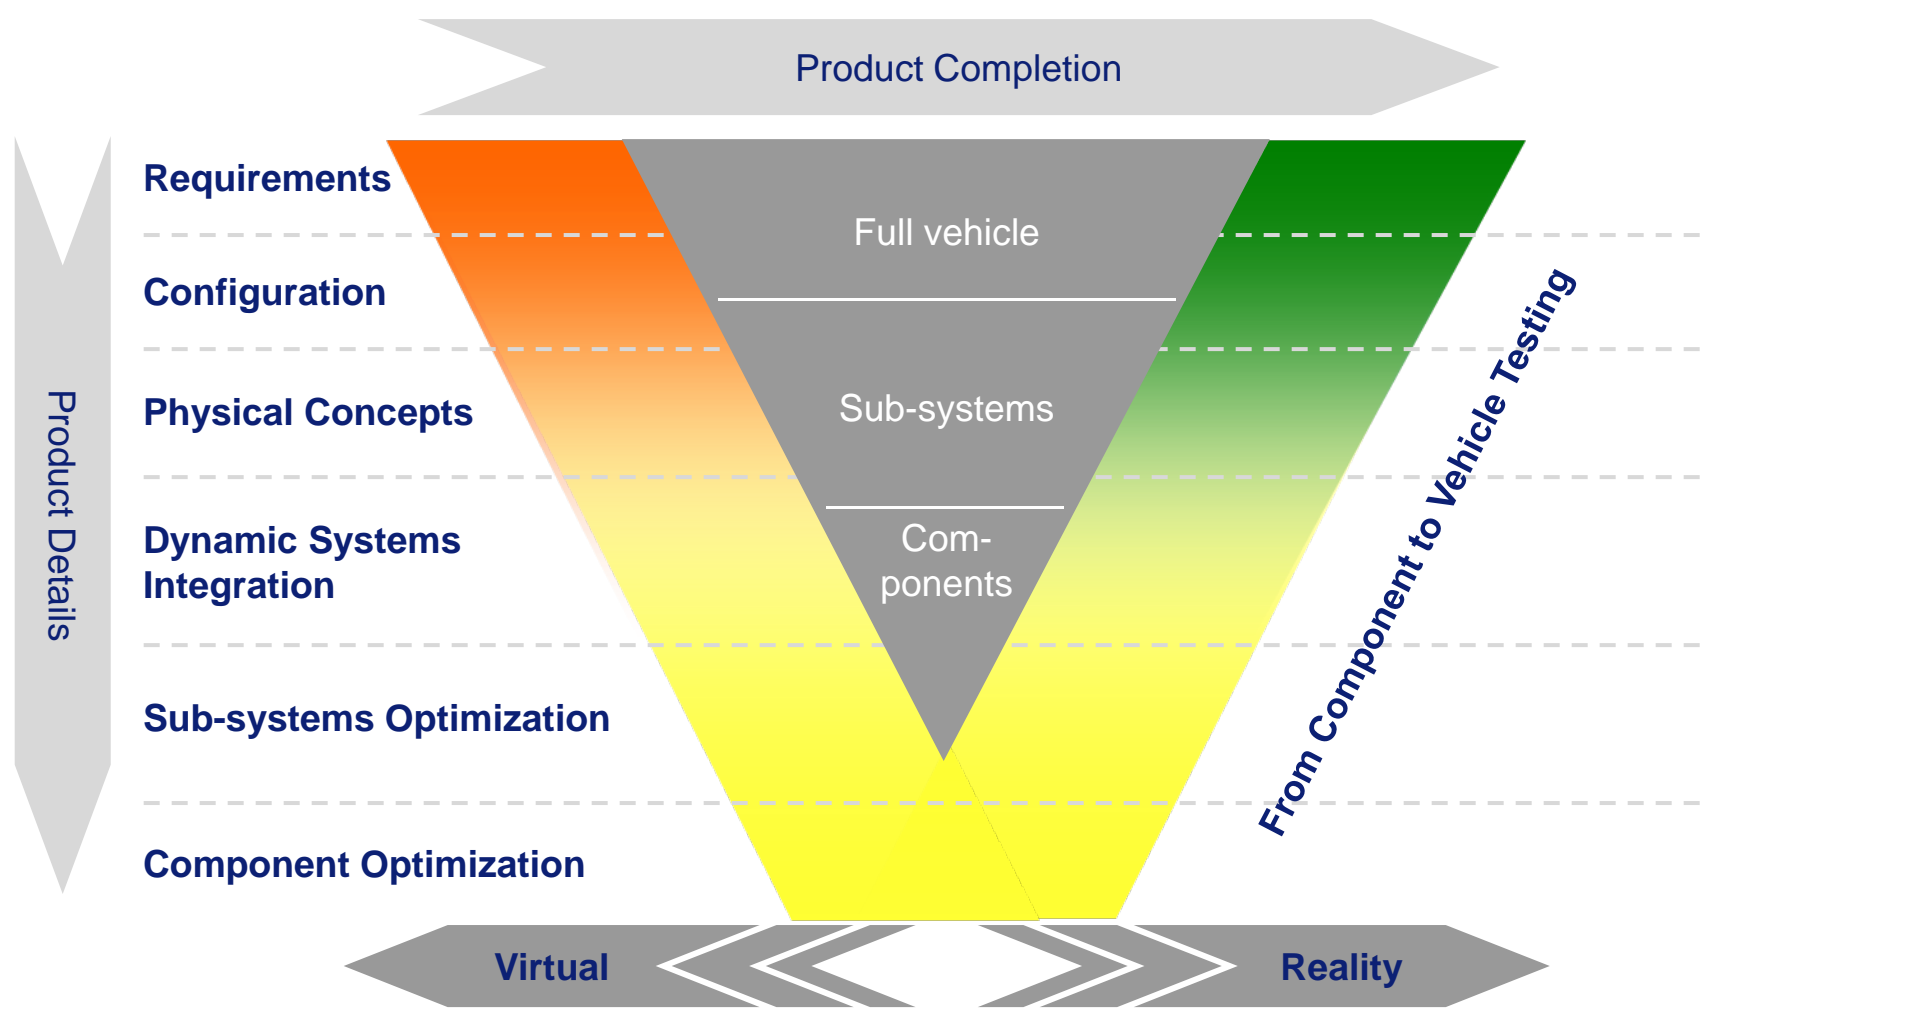 Product Completion
Product Details
Requirements
Configuration
Physical Concepts
Dynamic Systems
Integration
Sub-systems Optimization
Component Optimization
Full vehicle
Sub-systems
Com-
ponents
From Component to Vehicle Testing
Virtual
Reality